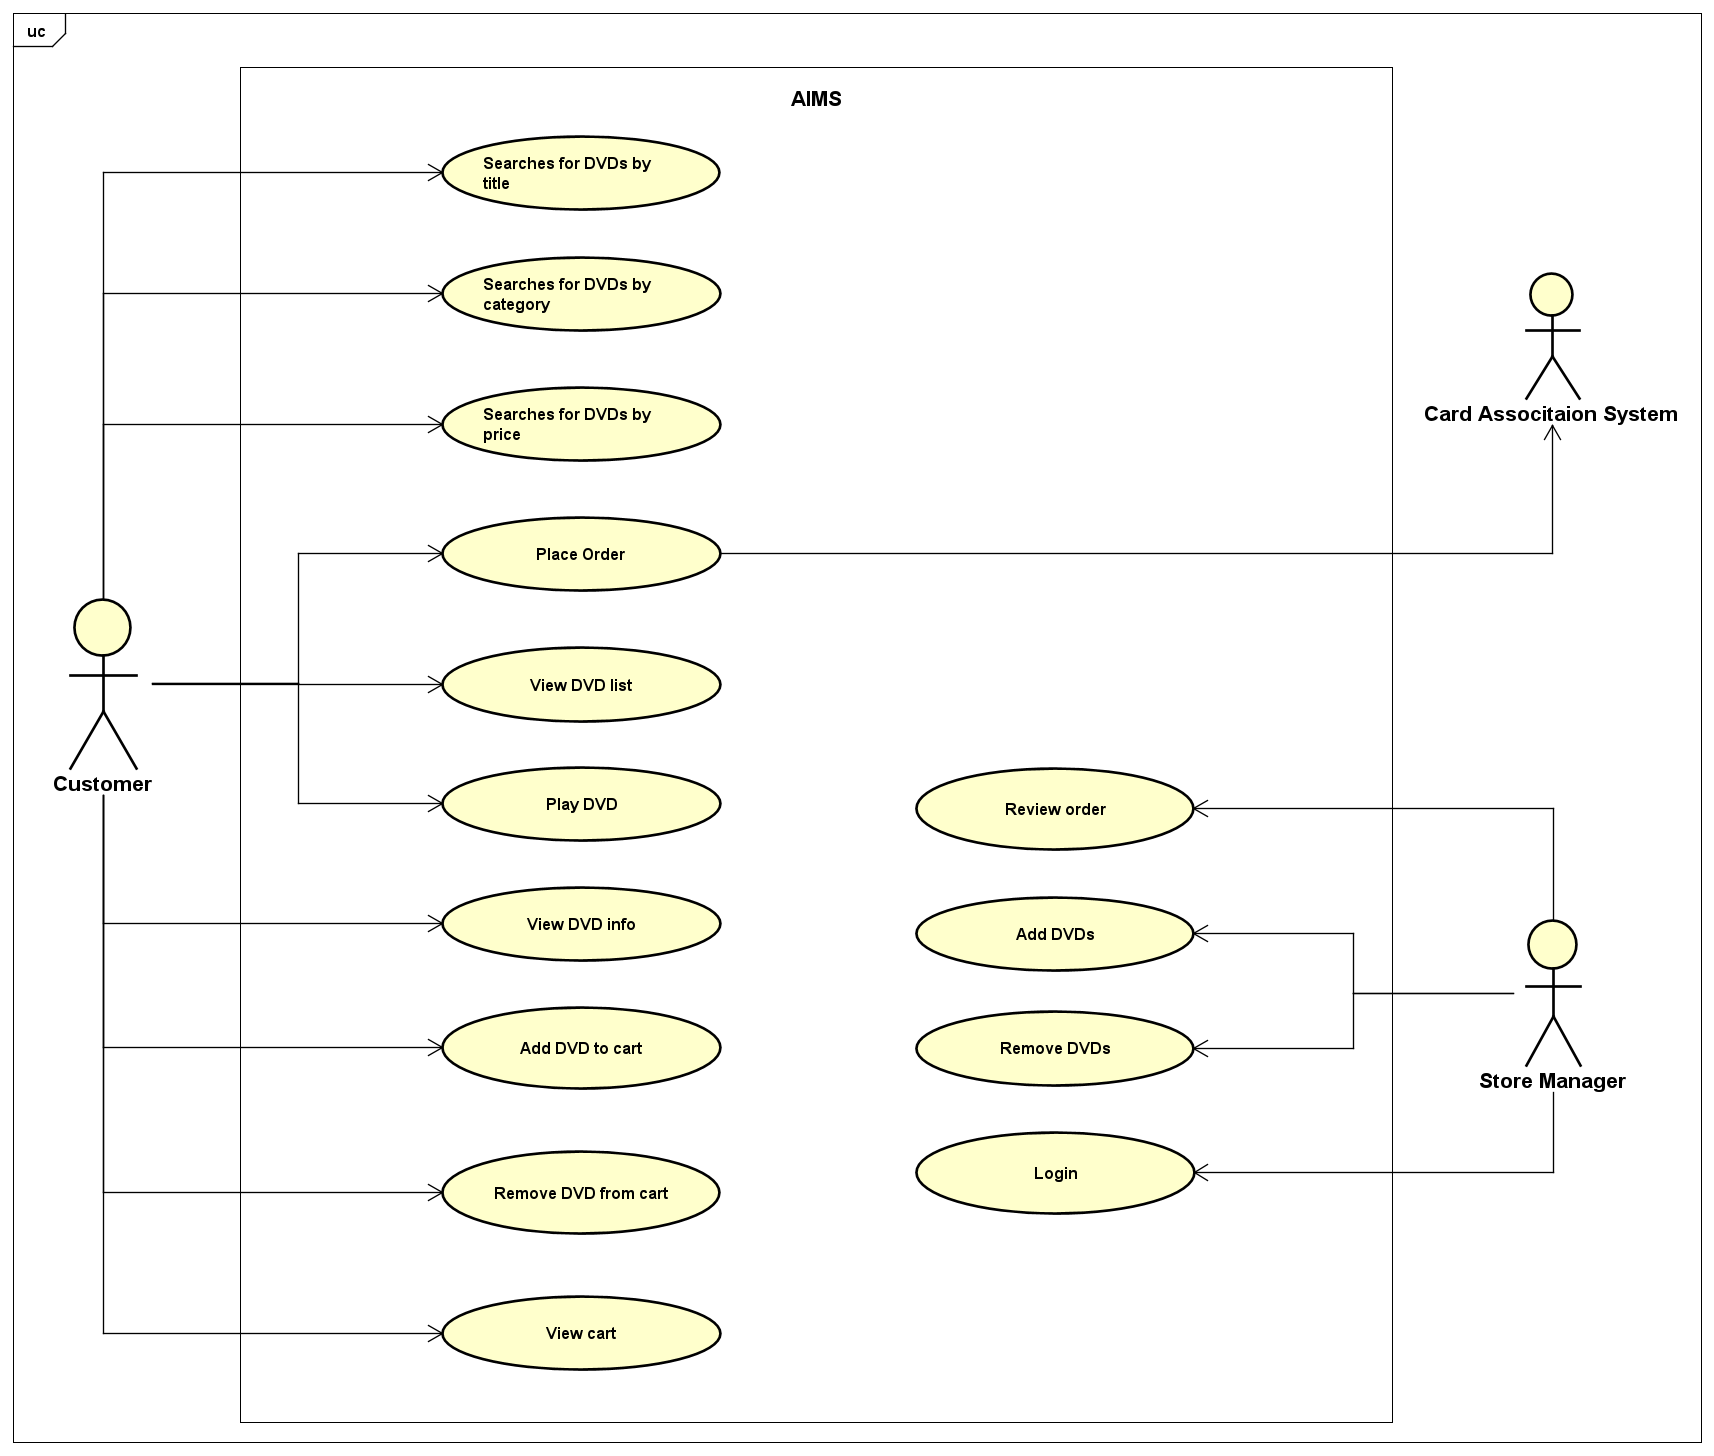 uc
AIMS
Searches for DVDs by
title
Searches for DVDs by
category
Searches for DVDs by
price
Card Associtaion System
Place Order
View DVD list
Customer
Play DVD
Review order
View DVD info
Add DVDs
Add DVD to cart
Remove DVDs
Store Manager
Login
Remove DVD from cart
View cart